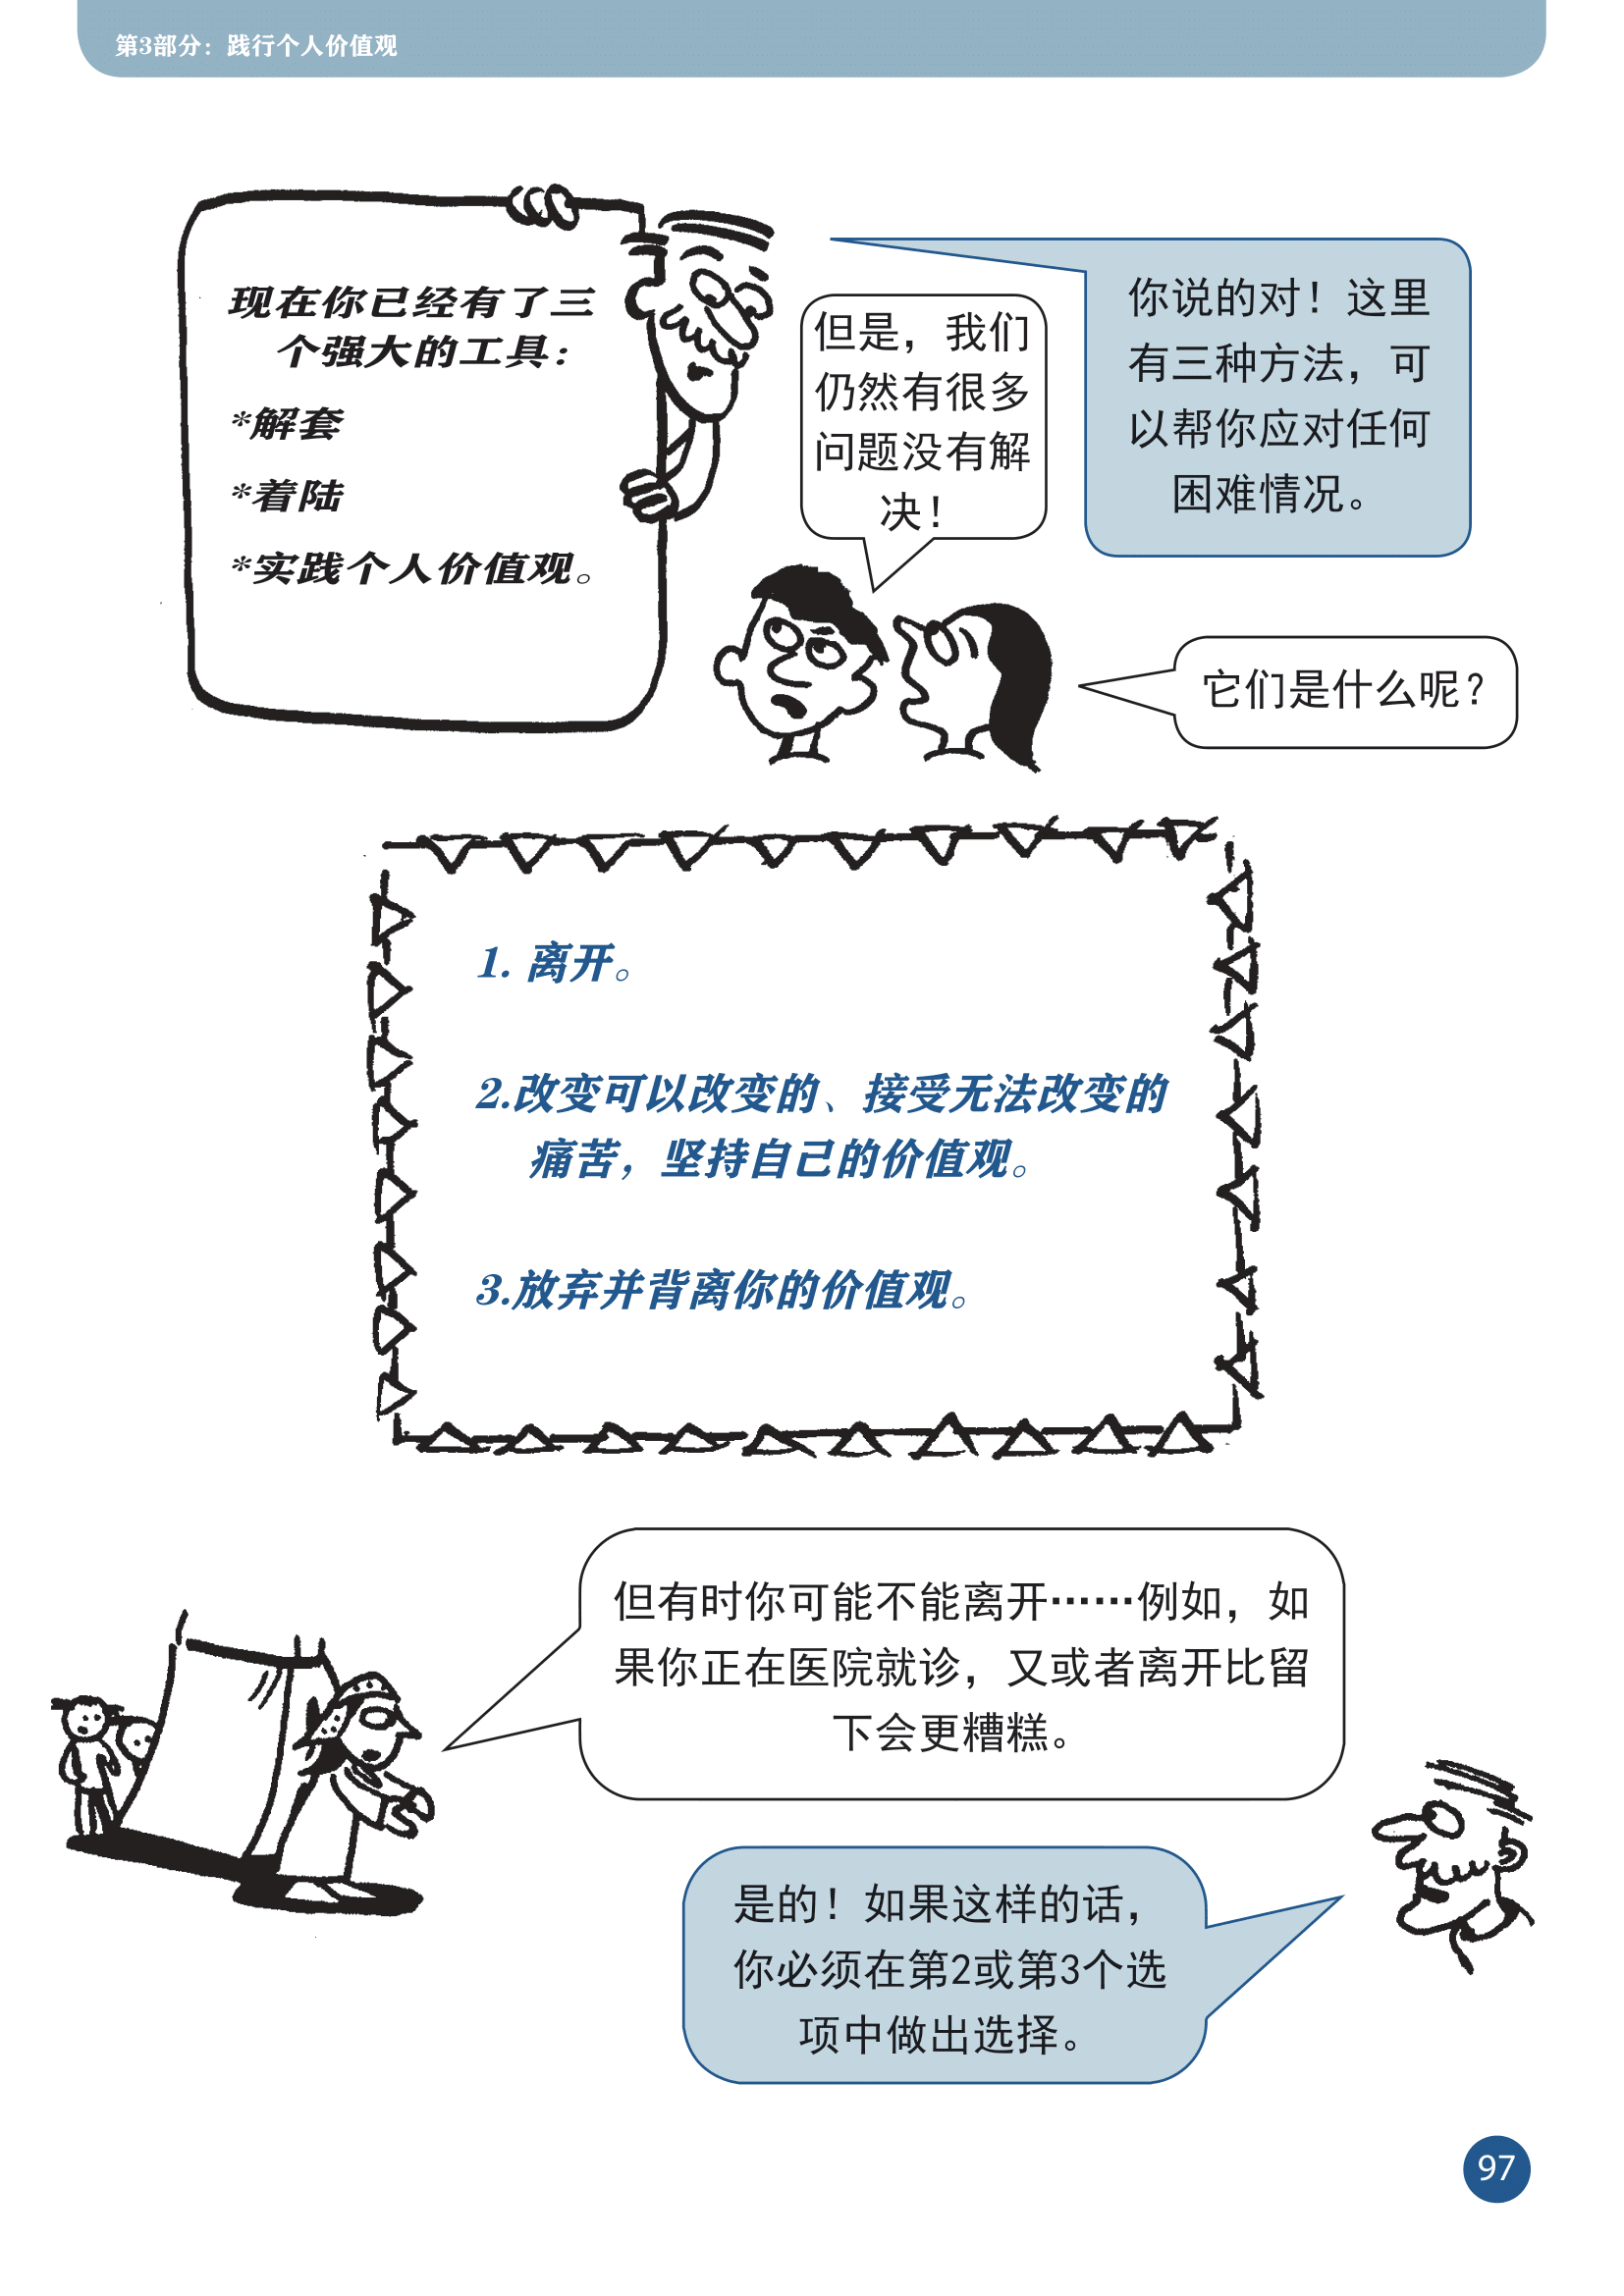 第3部分：践行个人价值观
现在你已经有了三
个强大的工具：
*解套
*着陆
*实践个人价值观。
但是，我们
仍然有很多
问题没有解
决！
你说的对！这里
有三种方法，可
以帮你应对任何
困难情况。
它们是什么呢？
1. 离开。
2.改变可以改变的、接受无法改变的
痛苦，坚持自己的价值观。
3.放弃并背离你的价值观。
但有时你可能不能离开……例如，如
果你正在医院就诊，又或者离开比留
下会更糟糕。
是的！如果这样的话，
你必须在第2或第3个选
项中做出选择。
97